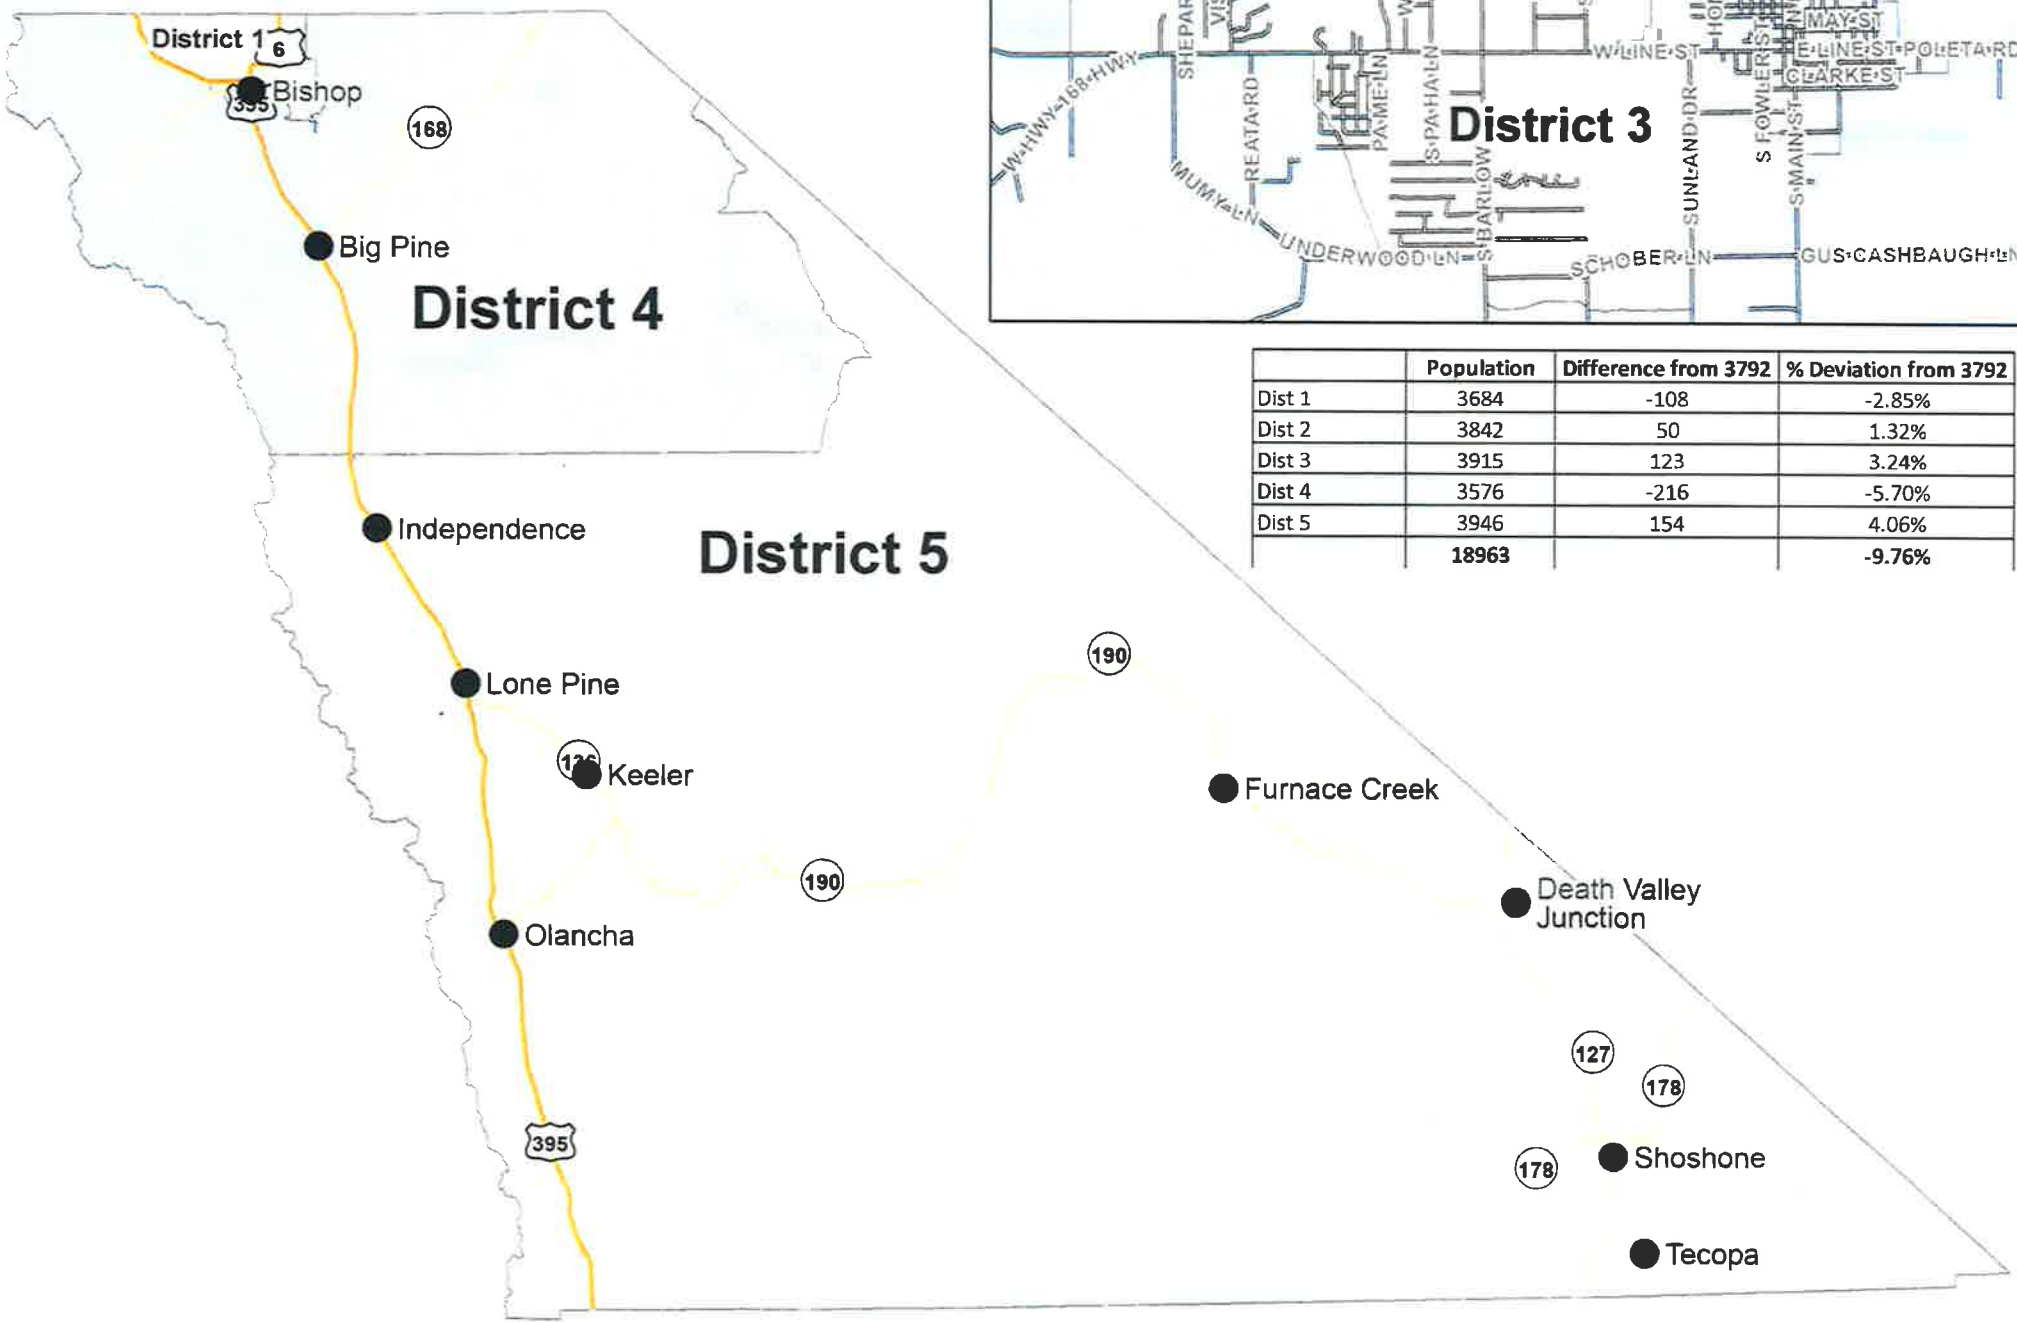 District 1
6
395
Bishop
168
Big Pine
District 4
Independence
District 5
Lone Pine
Keeler
190
190
Furnace Creek
Olancha
Death Valley
Junction
127
178
395
178
Shoshone
Tecopa
MAY ST
W LINE ST
E LINE ST POLETA RD
CLARKE ST
W HWY 168 HWY
REATA RD
PA ME LN
S PA HA LN
District 3
SUNLAND DR
S FOWLER ST
S MAIN ST
MUMY LN
S BARLOW
UNDERWOOD LN
SCHOBER LN
GUS CASHBAUGH LN
Population Difference from 3792 % Deviation from 3792
Dist 1 3684 -108 -2.85%
Dist 2 3842 50 1.32%
Dist 3 3915 123 3.24%
Dist 4 3576 -216 -5.70%
Dist 5 3946 154 4.06%
18963 -9.76%